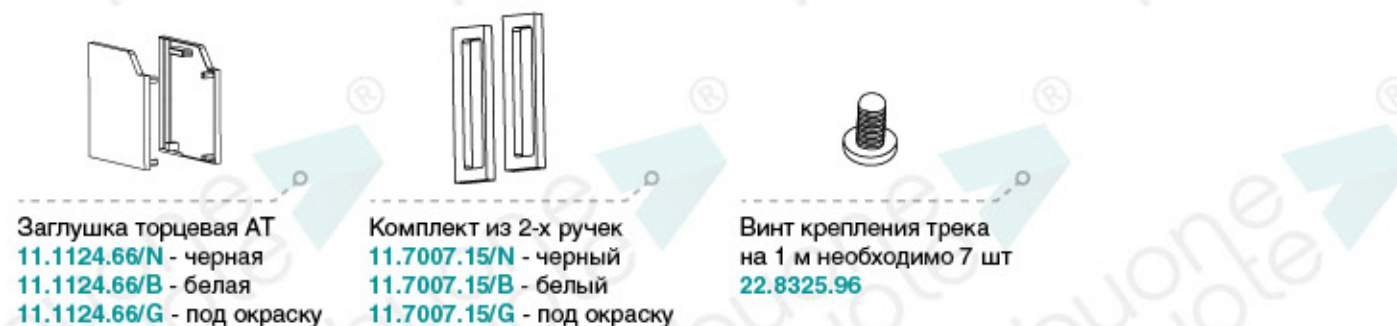 Заглушка торцевая АТ
11.1124.66/N - черная
11.1124.66/B - белая
11.1124.66/G - под окраску
Комплект из 2-х ручек
11.7007.15/N - черный
11.7007.15/B - белый
11.7007.15/G - под окраску
Винт крепления трека
на 1 м необходимо 7 шт
22.8325.96